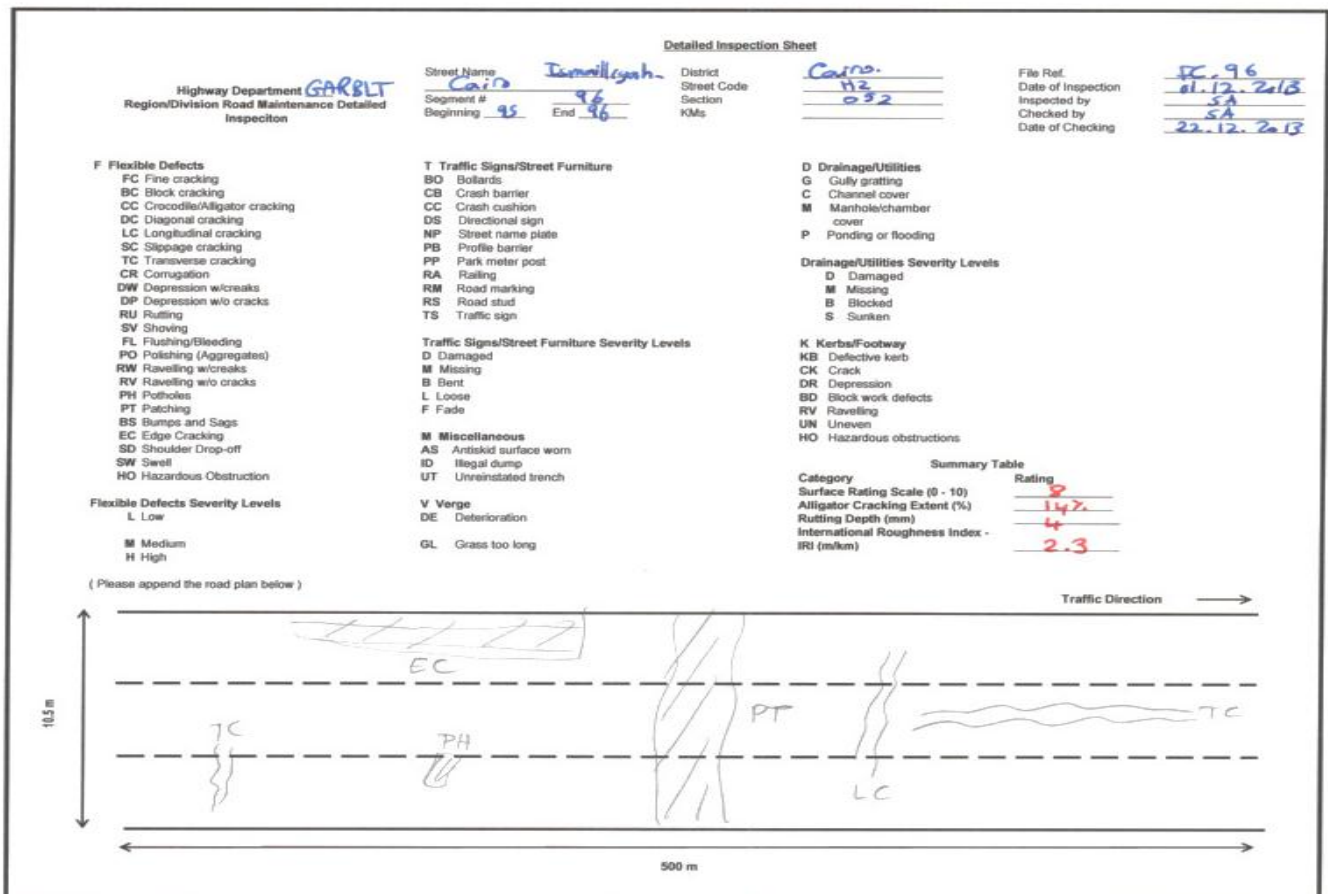 Detailed Inspection Sheet
Highway Department GARBLT
Region/Division Road Maintenance Detailed
Inspeciton
Street Name Cairo Ismailleyah
Segment # 96
Beginning 95 End 96
District Cairo.
Street Code H2
Section 052
KMs
File Ref. FC. 96
Date of Inspection 01.12.2013
Inspected by SA
Checked by SA
Date of Checking 22.12.2013
F Flexible Defects
FC Fine cracking
BC Block cracking
CC Crocodile/Alligator cracking
DC Diagonal cracking
LC Longitudinal cracking
SC Slippage cracking
TC Transverse cracking
CR Corrugation
DW Depression w/creaks
DP Depression w/o cracks
RU Rutting
SV Shoving
FL Flushing/Bleeding
PO Polishing (Aggregates)
RW Ravelling w/creaks
RV Ravelling w/o cracks
PH Potholes
PT Patching
BS Bumps and Sags
EC Edge Cracking
SD Shoulder Drop-off
SW Swell
HO Hazardous Obstruction
Flexible Defects Severity Levels
L Low
M Medium
H High
T Traffic Signs/Street Furniture
BO Bollards
CB Crash barrier
CC Crash cushion
DS Directional sign
NP Street name plate
PB Profile barrier
PP Park meter post
RA Railing
RM Road marking
RS Road stud
TS Traffic sign
Traffic Signs/Street Furniture Severity Levels
D Damaged
M Missing
B Bent
L Loose
F Fade
M Miscellaneous
AS Antiskid surface worn
ID Illegal dump
UT Unreinstated trench
V Verge
DE Deterioration
GL Grass too long
D Drainage/Utilities
G Gully gratting
C Channel cover
M Manhole/chamber
cover
P Ponding or flooding
Drainage/Utilities Severity Levels
D Damaged
M Missing
B Blocked
S Sunken
K Kerbs/Footway
KB Defective kerb
CK Crack
DR Depression
BD Block work defects
RV Ravelling
UN Uneven
HO Hazardous obstructions
Summary Table
Category Rating
Surface Rating Scale (0 - 10) 8
Alligator Cracking Extent (%) 14%
Rutting Depth (mm) 4
International Roughness Index -
IRI (m/km) 2.3
( Please append the road plan below )
Traffic Direction
EC
PT
TC
TC
PH
LC
10.5 m
500 m